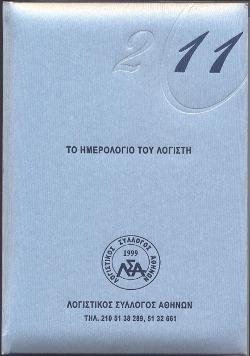 2011
ΤΟ ΗΜΕΡΟΛΟΓΙΟ ΤΟΥ ΛΟΓΙΣΤΗ
ΛΟΓΙΣΤΙΚΟΣ ΣΥΛΛΟΓΟΣ ΑΘΗΝΩΝ
1999
ΛΣΑ
ΛΟΓΙΣΤΙΚΟΣ ΣΥΛΛΟΓΟΣ ΑΘΗΝΩΝ
ΤΗΛ. 210 51 38 289, 51 32 661